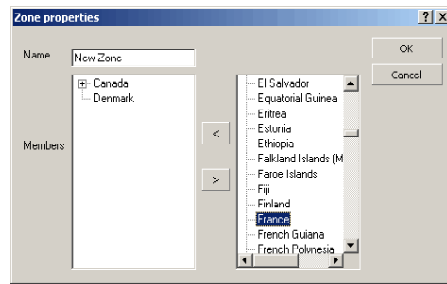 Zone properties
Name
New Zone
OK
Cancel
Members
Canada
Denmark
<
>
El Salvador
Equatorial Guinea
Eritrea
Estonia
Ethiopia
Falkland Islands (M
Faroe Islands
Fiji
Finland
France
French Guiana
French Polynesia